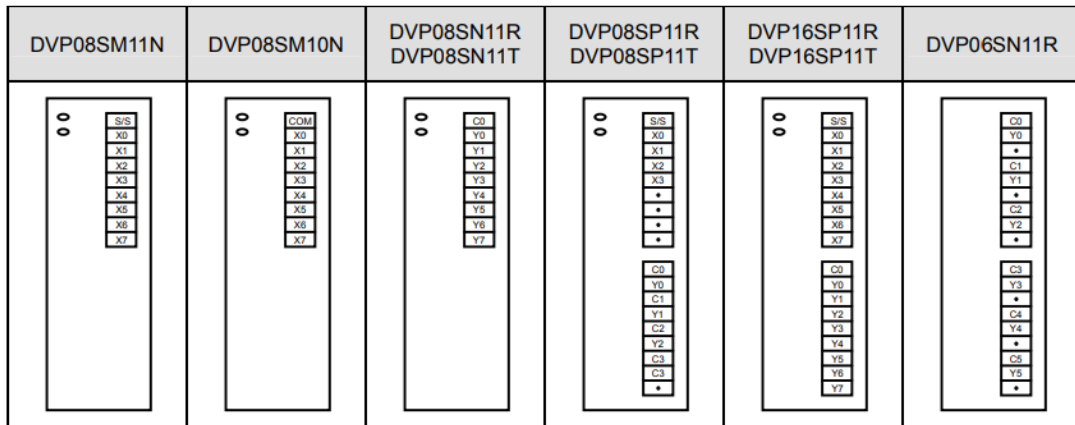 DVP08SM11N
DVP08SM10N
DVP08SN11R
DVP08SN11T
DVP08SP11R
DVP08SP11T
DVP16SP11R
DVP16SP11T
DVP06SN11R
S/S
X0
X1
X2
X3
X4
X5
X6
X7
COM
X0
X1
X2
X3
X4
X5
X6
X7
C0
Y0
Y1
Y2
Y3
Y4
Y5
Y6
Y7
S/S
X0
X1
X2
X3
•
•
•
•
C0
Y0
C1
Y1
C2
Y2
C3
C3
•
S/S
X0
X1
X2
X3
X4
X5
X6
X7
C0
Y0
Y1
Y2
Y3
Y4
Y5
Y6
Y7
C0
Y0
•
C1
Y1
•
C2
Y2
•
C3
Y3
•
C4
Y4
•
C5
Y5
•